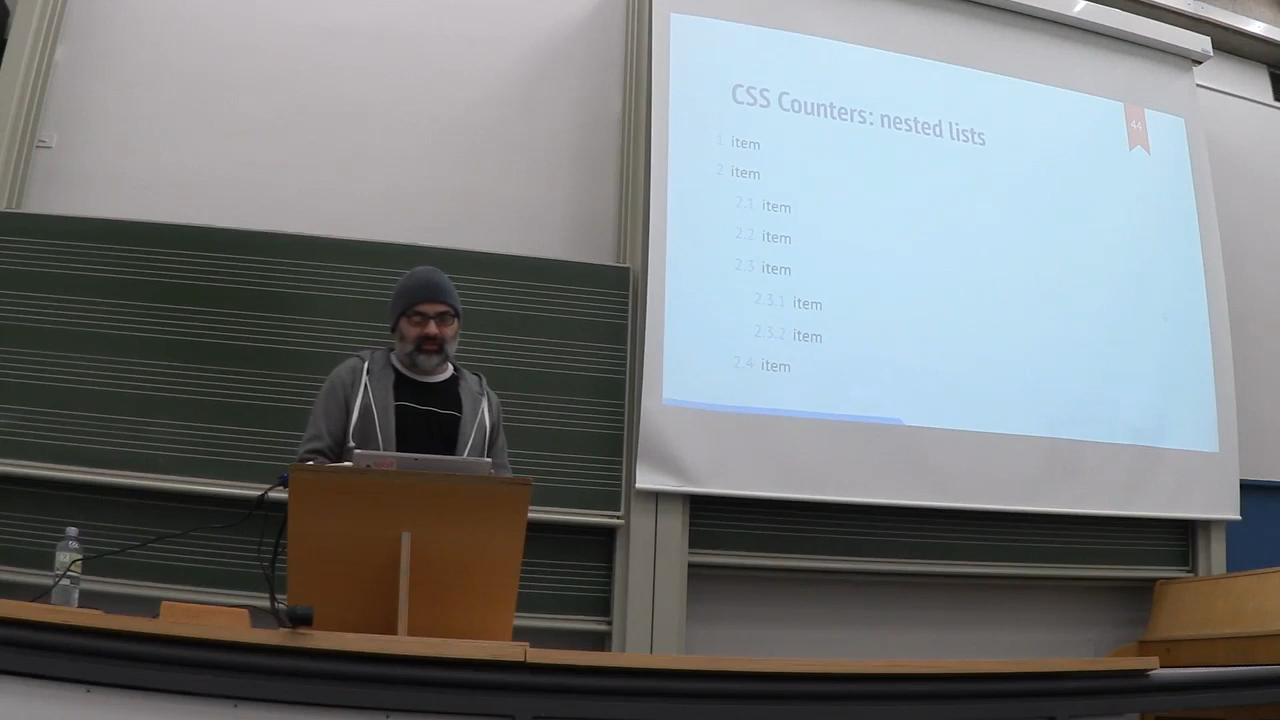 CSS Counters: nested lists
44
1 item
2 item
2.1 item
2.2 item
2.3 item
2.3.1 item
2.3.2 item
2.4 item